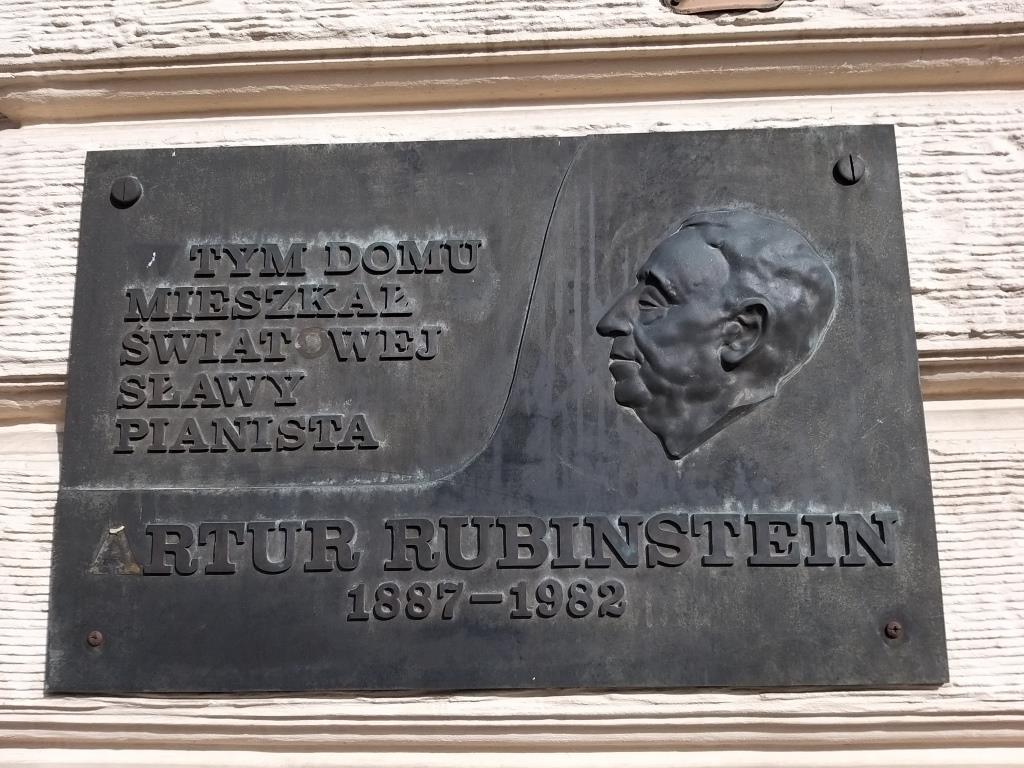 W TYM DOMU
MIESZKAŁ
ŚWIATOWEJ
SŁAWY
PIANISTA
ARTUR RUBINSTEIN
1887–1982